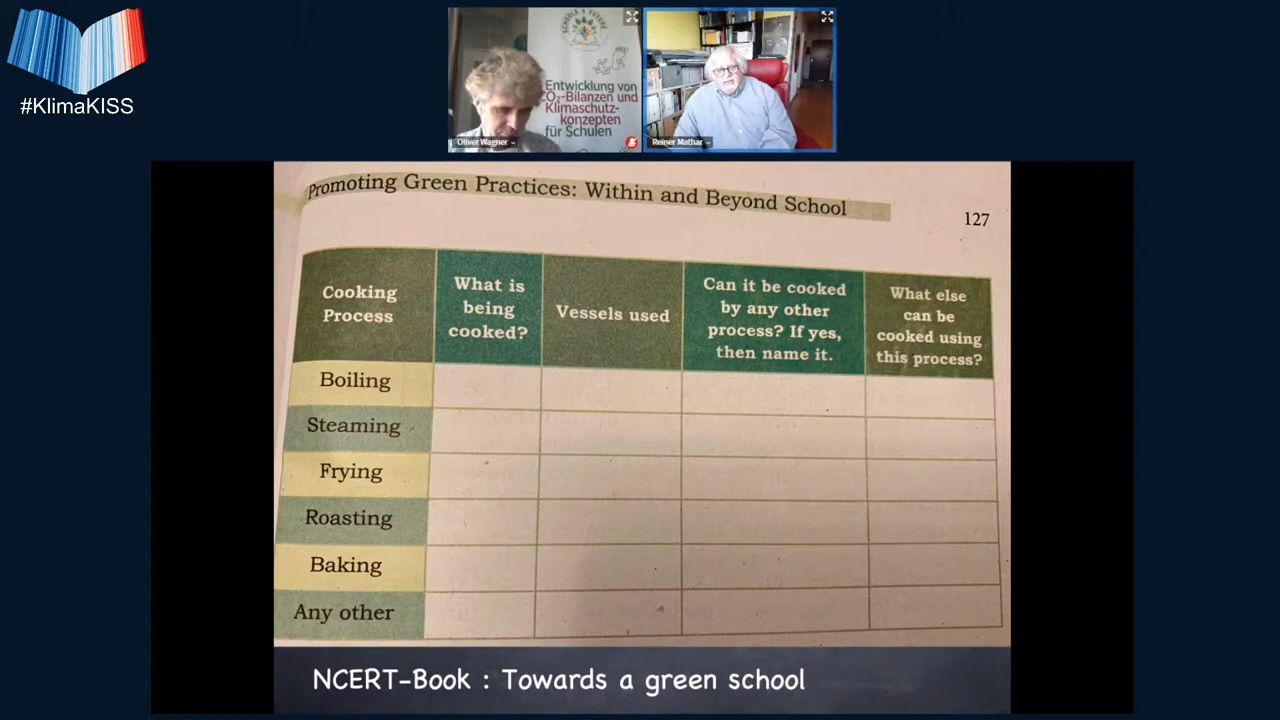 #KlimaKISS
SCHOOLS 4 FUTURE
Entwicklung von
CO₂-Bilanzen und
Klimaschutz-
konzepten
für Schulen
Oliver Wagner
Reiner Mathar
Promoting Green Practices: Within and Beyond School
127
Cooking
Process
What is
being
cooked?
Vessels used
Can it be cooked
by any other
process? If yes,
then name it.
What else
can be
cooked using
this process?
Boiling
Steaming
Frying
Roasting
Baking
Any other
NCERT-Book : Towards a green school